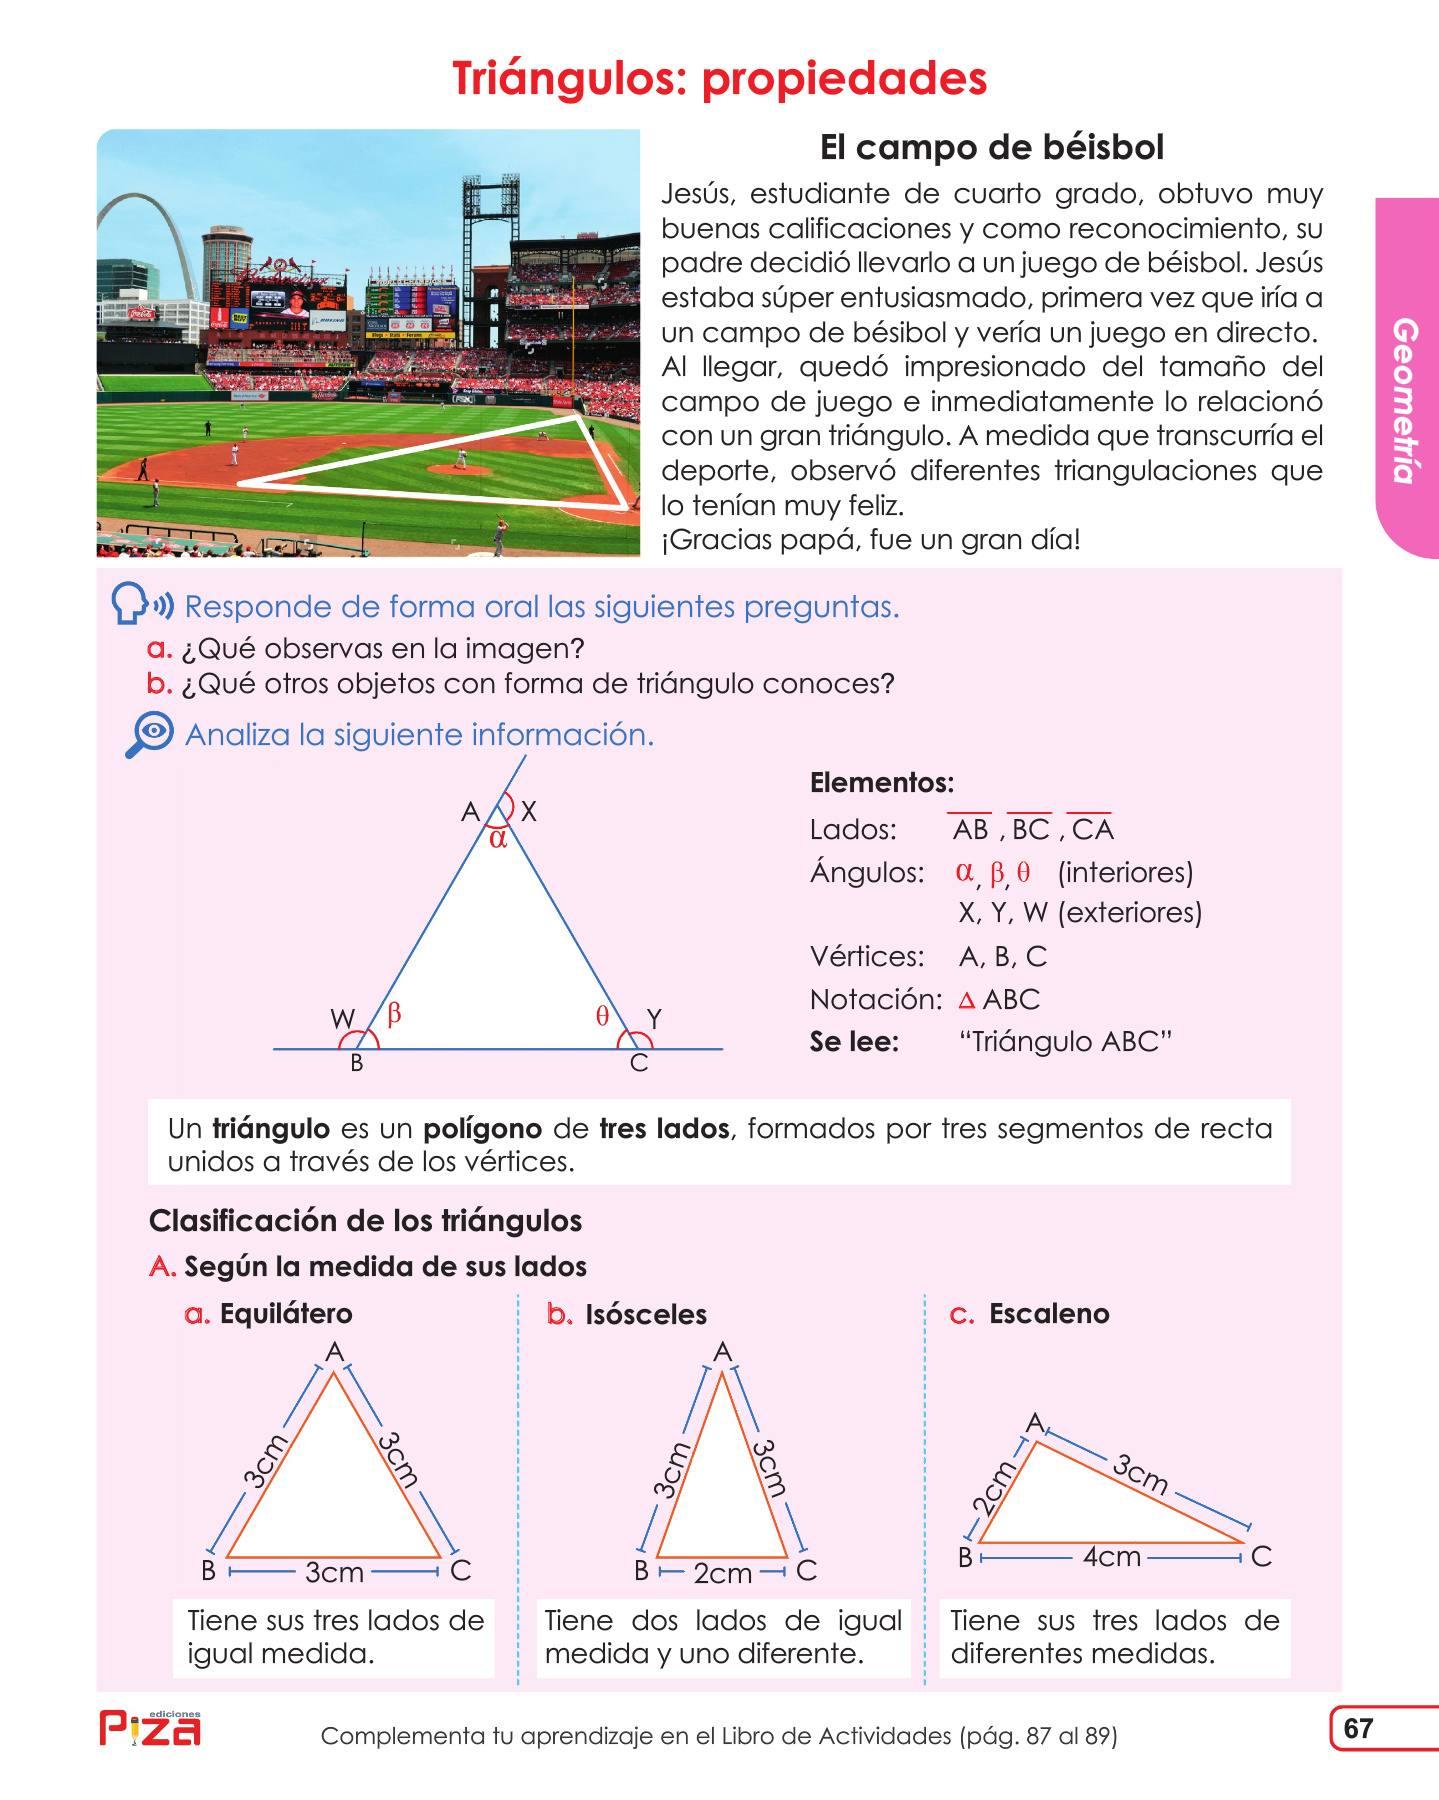 Triángulos: propiedades
El campo de béisbol
Jesús, estudiante de cuarto grado, obtuvo muy
buenas calificaciones y como reconocimiento, su
padre decidió llevarlo a un juego de béisbol. Jesús
estaba súper entusiasmado, primera vez que iría a
un campo de bésibol y vería un juego en directo.
Al llegar, quedó impresionado del tamaño del
campo de juego e inmediatamente lo relacionó
con un gran triángulo. A medida que transcurría el
deporte, observó diferentes triangulaciones que
lo tenían muy feliz.
¡Gracias papá, fue un gran día!
Geometría
Budweiser
Coca-Cola
BOEING
Responde de forma oral las siguientes preguntas.
a. ¿Qué observas en la imagen?
b. ¿Qué otros objetos con forma de triángulo conoces?
Analiza la siguiente información.
A X
α
W β θ Y
B C
Elementos:
Lados: AB , BC , CA
Ángulos: α, β, θ (interiores)
X, Y, W (exteriores)
Vértices: A, B, C
Notación: Δ ABC
Se lee: “Triángulo ABC”
Un triángulo es un polígono de tres lados, formados por tres segmentos de recta
unidos a través de los vértices.
Clasificación de los triángulos
A. Según la medida de sus lados
a. Equilátero
A
3cm 3cm
B 3cm C
Tiene sus tres lados de
igual medida.
b. Isósceles
A
3cm 3cm
B 2cm C
Tiene dos lados de igual
medida y uno diferente.
c. Escaleno
A
2cm 3cm
B 4cm C
Tiene sus tres lados de
diferentes medidas.
ediciones
Piza
Complementa tu aprendizaje en el Libro de Actividades (pág. 87 al 89)
67